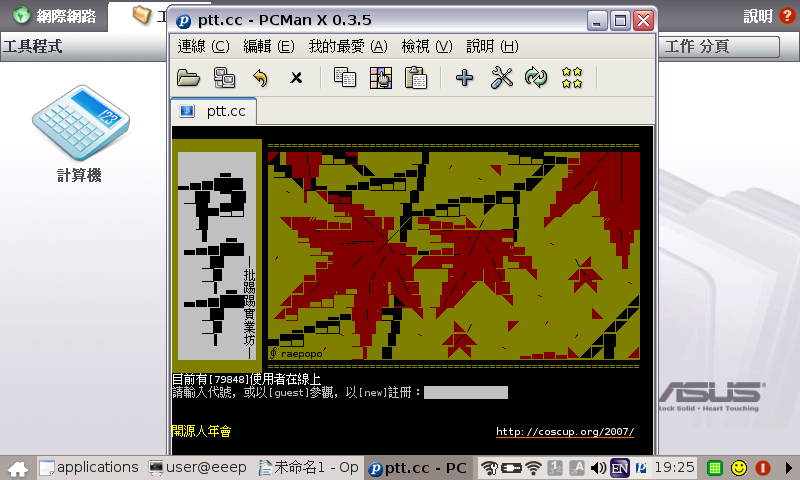 網際網路
工
ptt.cc - PCMan X 0.3.5
說明
工具程式
連線 (C) 編輯 (E) 我的最愛 (A) 檢視 (V) 說明 (H)
工作 分頁
ptt.cc
123
計算機
PTT
批踢踢實業坊
raepopo
目前有[79848]使用者在線上
請輸入代號，或以[guest]參觀，以[new]註冊：
開源人年會
http://coscup.org/2007/
ASUS
Rock Solid • Heart Touching
applications
user@eeep
未命名1 - Op
ptt.cc - PC
1
A
EN
19:25